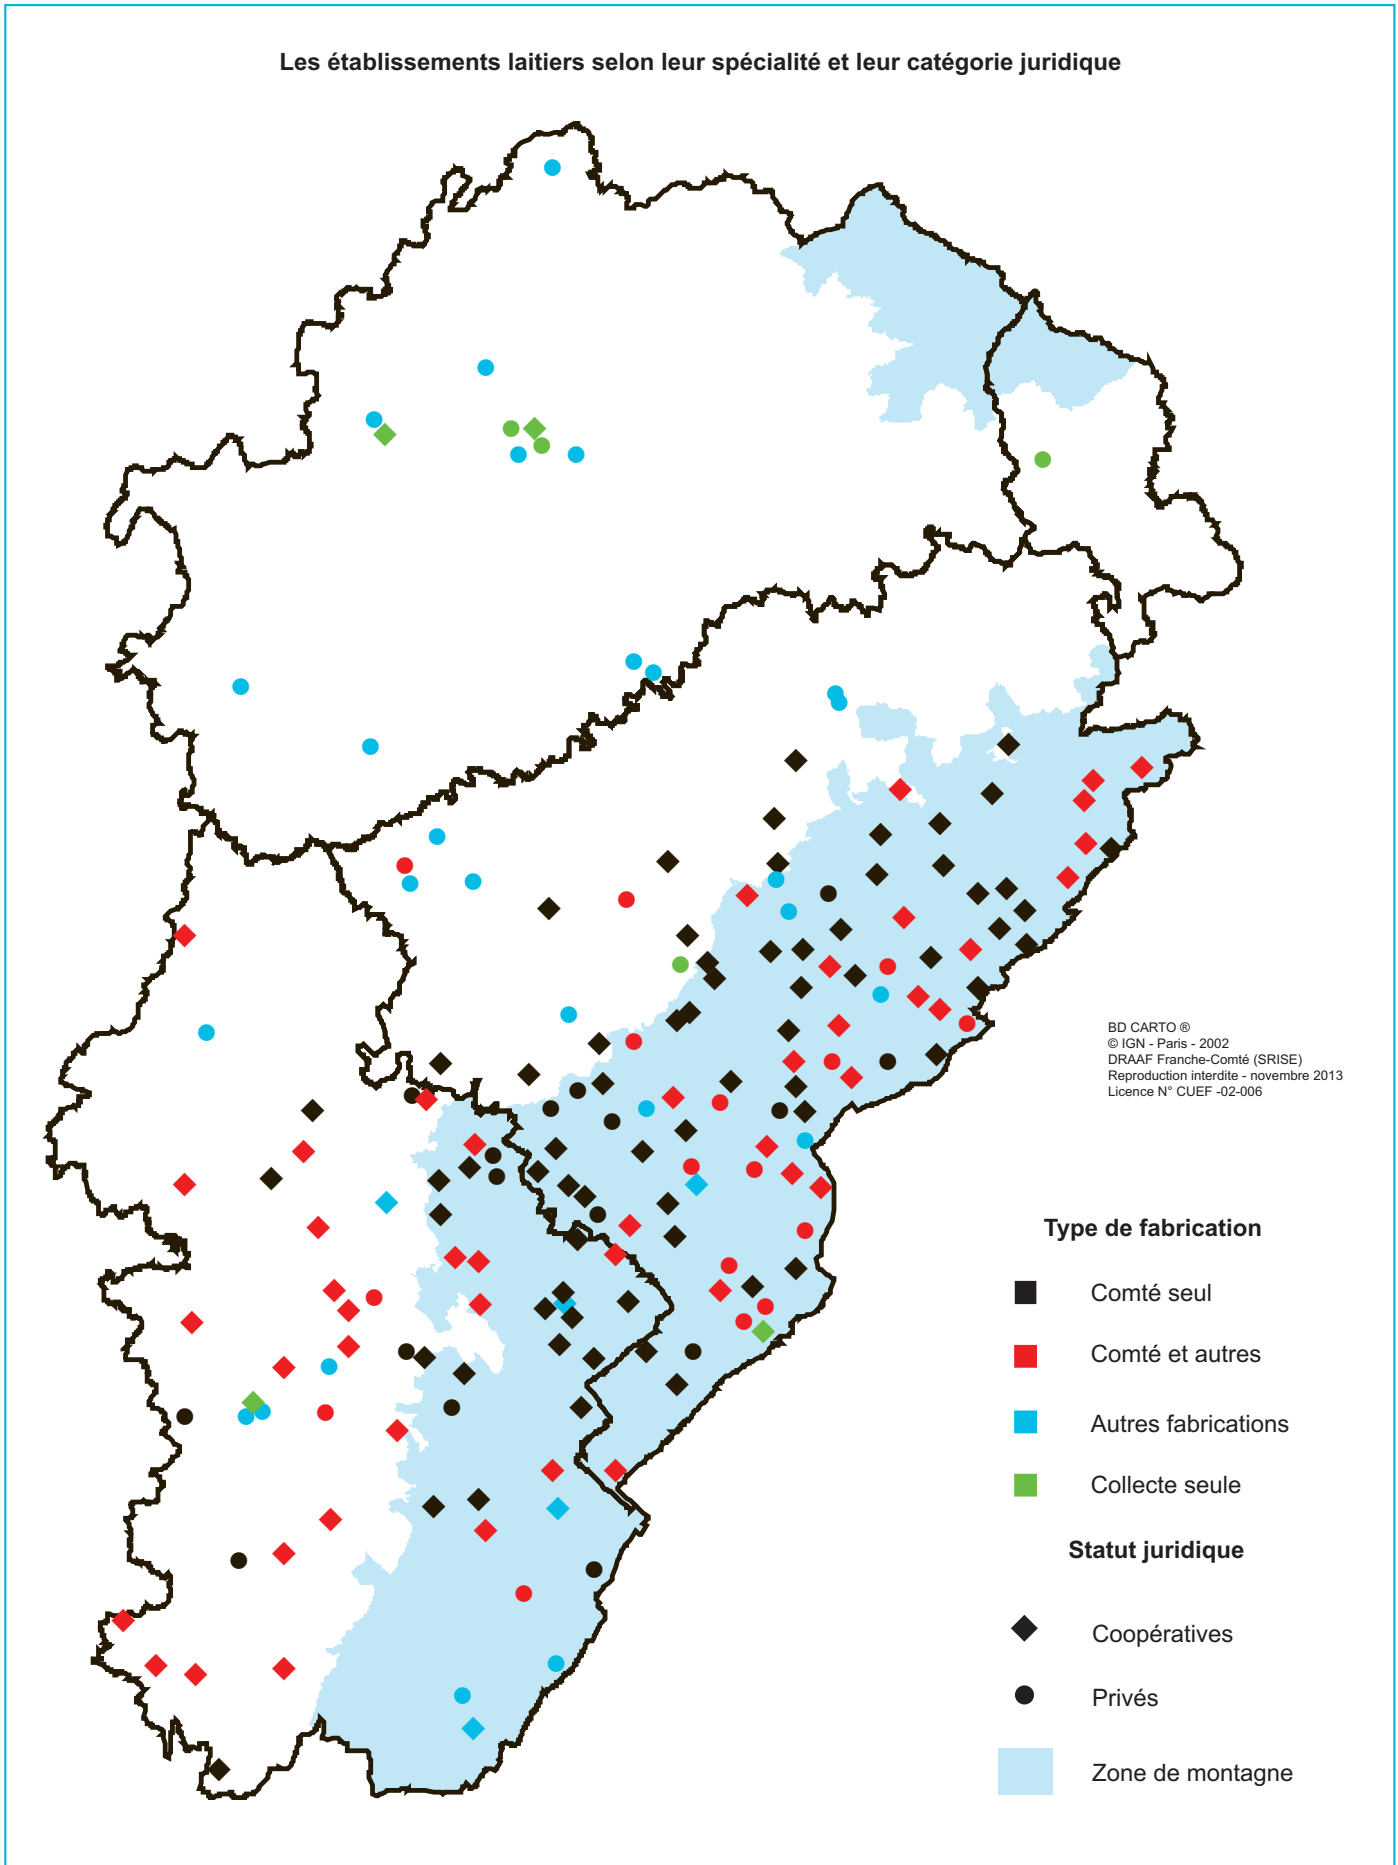 Les établissements laitiers selon leur spécialité et leur catégorie juridique
BD CARTO ®
© IGN - Paris - 2002
DRAAF Franche-Comté (SRISE)
Reproduction interdite - novembre 2013
Licence N° CUEF -02-006
Type de fabrication
Comté seul
Comté et autres
Autres fabrications
Collecte seule
Statut juridique
Coopératives
Privés
Zone de montagne